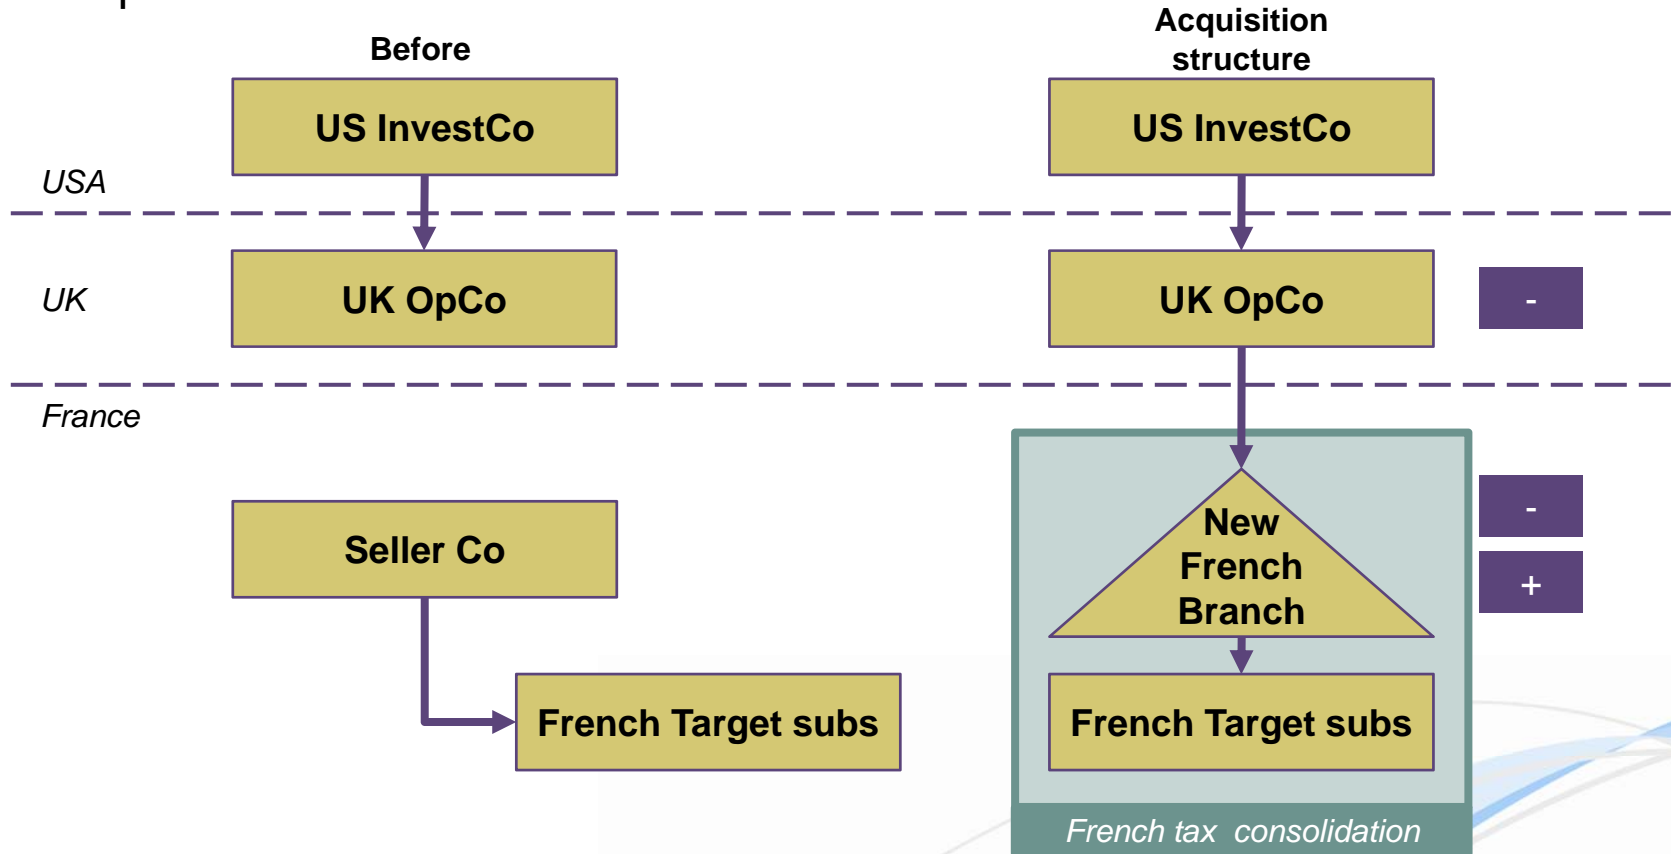 Before
Acquisition
structure
US InvestCo
US InvestCo
USA
UK
UK OpCo
UK OpCo
-
France
Seller Co
New
French
Branch
-
+
French Target subs
French Target subs
French tax consolidation